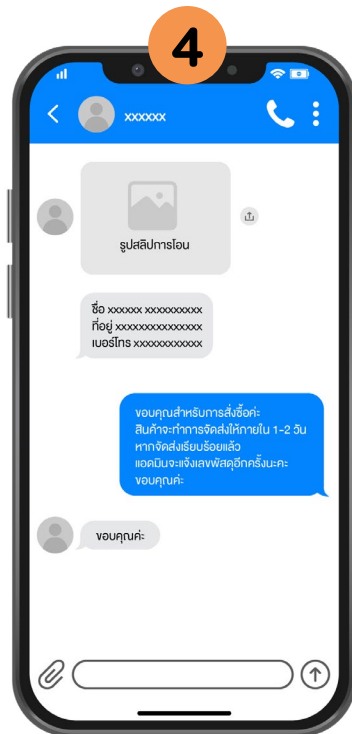 4
xxxxxx
รูปสลิปการโอน
ชื่อ xxxxxx xxxxxxxxxx
ที่อยู่ xxxxxxxxxxxxxxx
เบอร์โทร xxxxxxxxxxxx
ขอบคุณสำหรับการสั่งซื้อค่ะ
สินค้าจะทำการจัดส่งให้ภายใน 1-2 วัน
หากจัดส่งเรียบร้อยแล้ว
แอดมินจะแจ้งเลขพัสดุอีกครั้งนะคะ
ขอบคุณค่ะ
ขอบคุณค่ะ